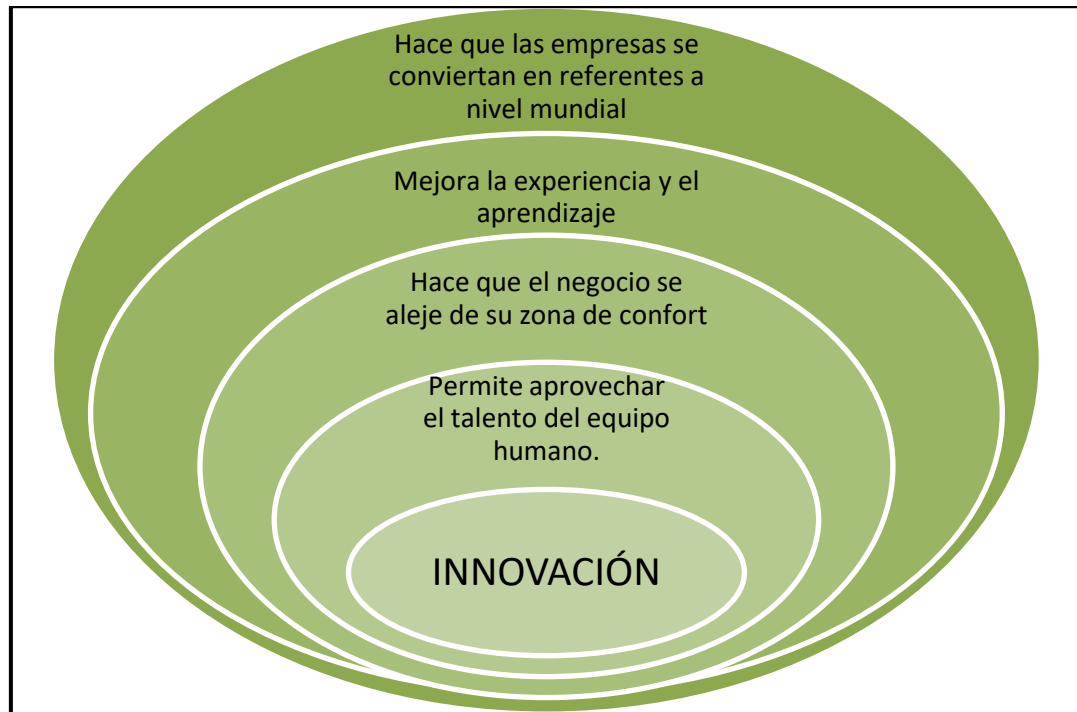 Hace que las empresas se
conviertan en referentes a
nivel mundial
Mejora la experiencia y el
aprendizaje
Hace que el negocio se
aleje de su zona de confort
Permite aprovechar
el talento del equipo
humano.
INNOVACIÓN